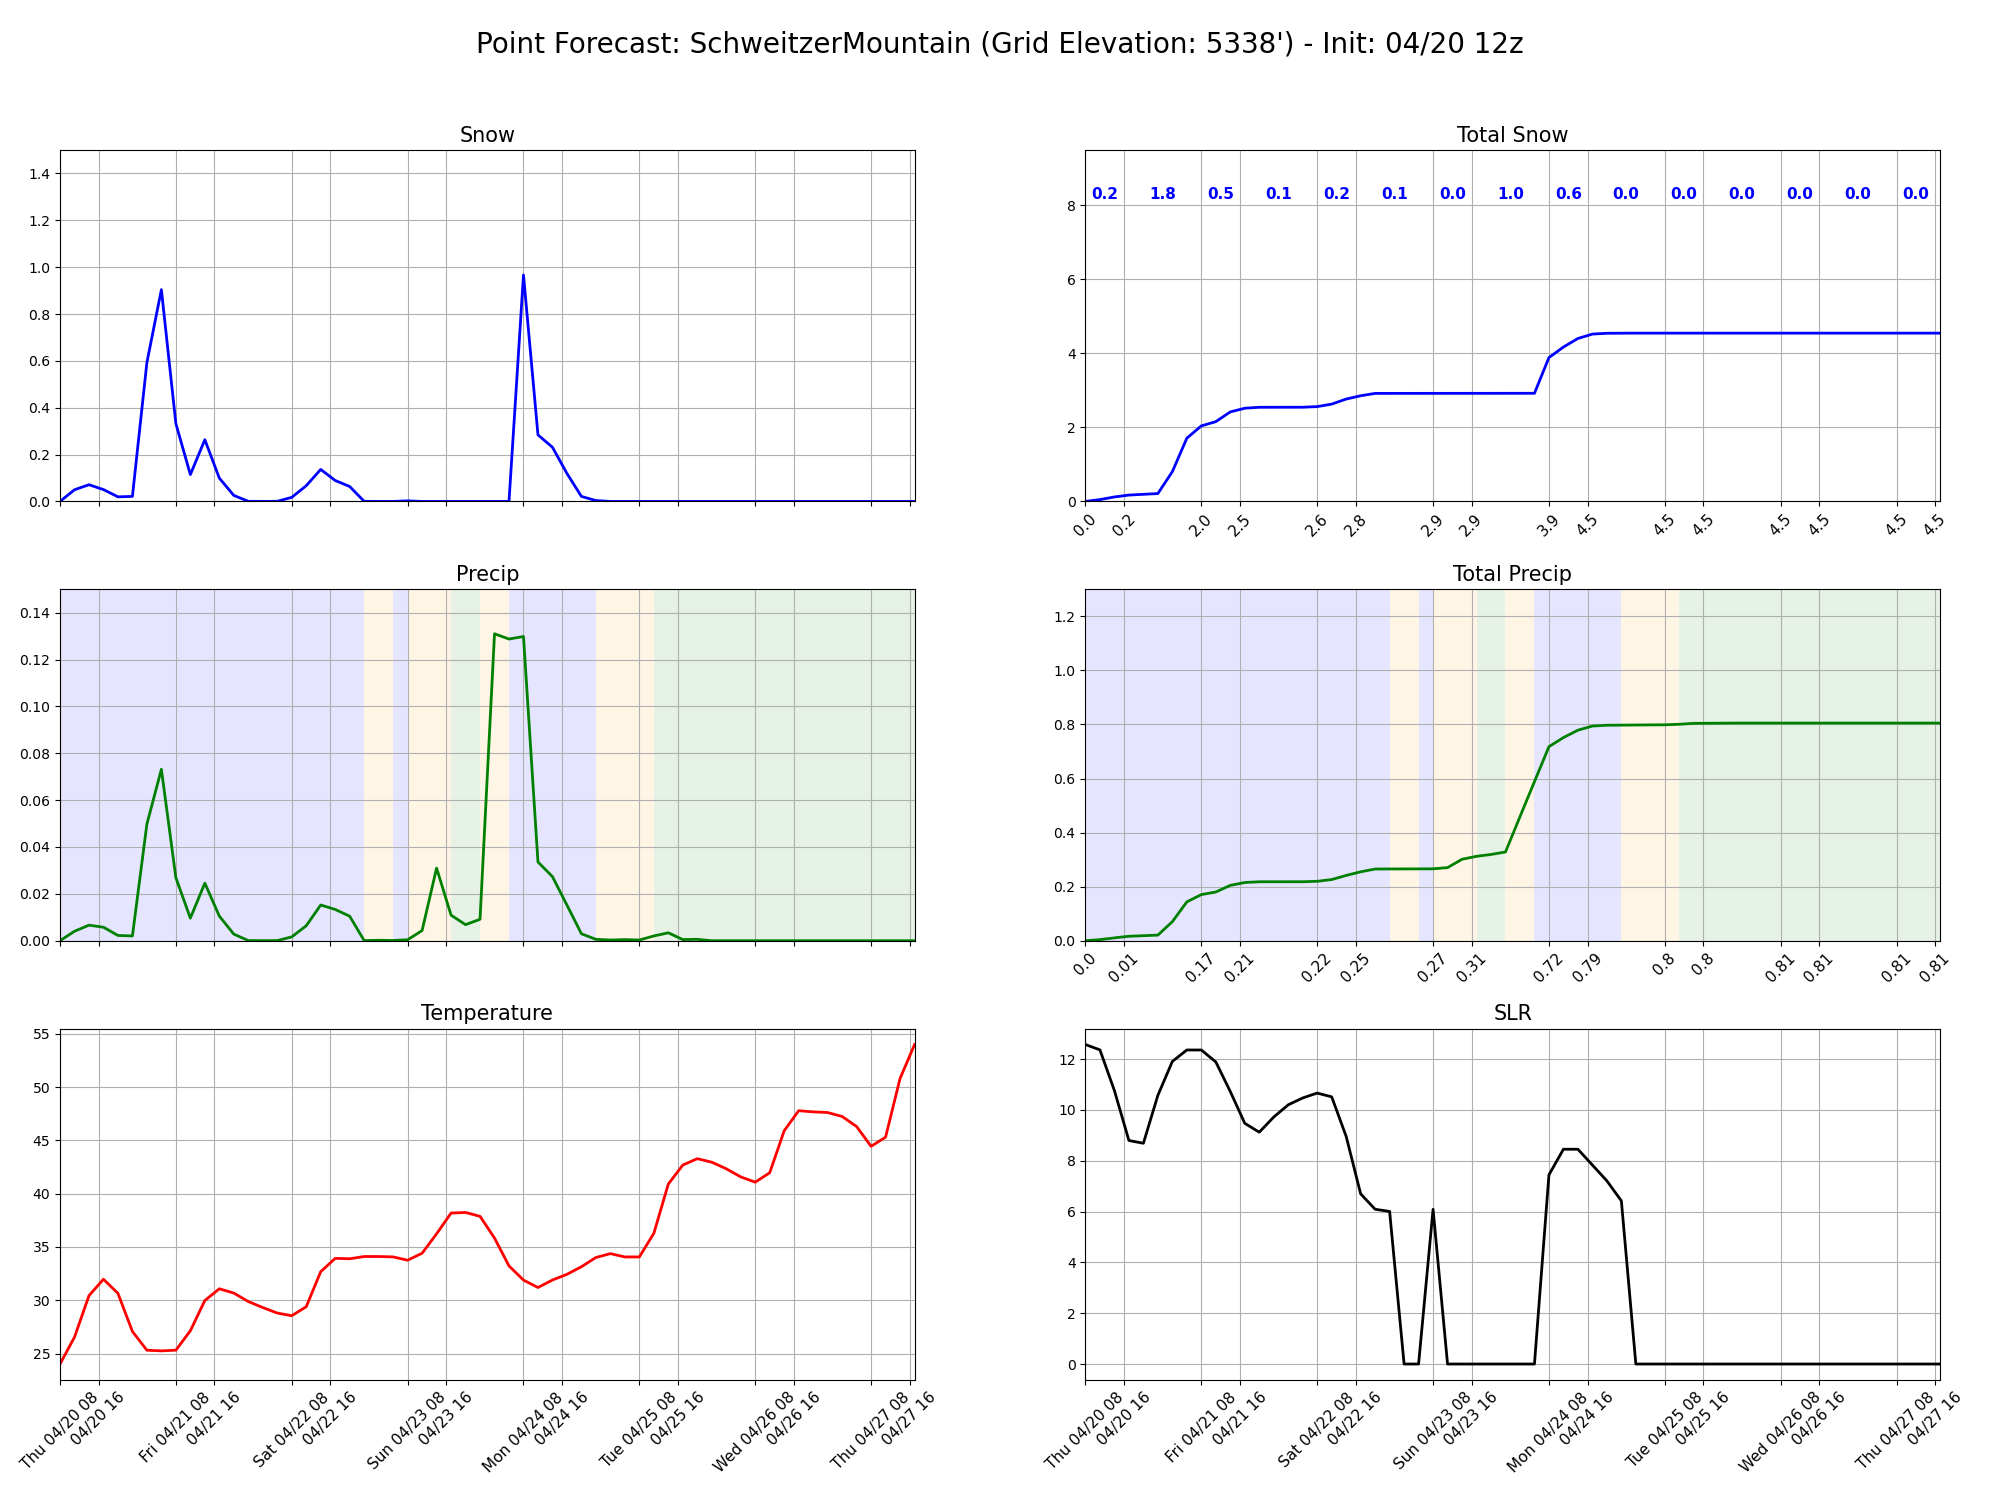 Point Forecast: SchweitzerMountain (Grid Elevation: 5338') - Init: 04/20 12z
Snow
1.4
1.2
1.0
0.8
0.6
0.4
0.2
0.0
Total Snow
0.2 1.8 0.5 0.1 0.2 0.1 0.0 1.0 0.6 0.0 0.0 0.0 0.0 0.0 0.0
8
6
4
2
0
0.0 0.2 2.0 2.5 2.6 2.8 2.9 2.9 3.9 4.5 4.5 4.5 4.5 4.5 4.5 4.5
Precip
0.14
0.12
0.10
0.08
0.06
0.04
0.02
0.00
Total Precip
1.2
1.0
0.8
0.6
0.4
0.2
0.0
0.0 0.01 0.17 0.21 0.22 0.25 0.27 0.31 0.72 0.79 0.8 0.8 0.81 0.81 0.81 0.81
Temperature
55
50
45
40
35
30
25
Thu 04/20 08
04/20 16
Fri 04/21 08
04/21 16
Sat 04/22 08
04/22 16
Sun 04/23 08
04/23 16
Mon 04/24 08
04/24 16
Tue 04/25 08
04/25 16
Wed 04/26 08
04/26 16
Thu 04/27 08
04/27 16
SLR
12
10
8
6
4
2
0
Thu 04/20 08
04/20 16
Fri 04/21 08
04/21 16
Sat 04/22 08
04/22 16
Sun 04/23 08
04/23 16
Mon 04/24 08
04/24 16
Tue 04/25 08
04/25 16
Wed 04/26 08
04/26 16
Thu 04/27 08
04/27 16